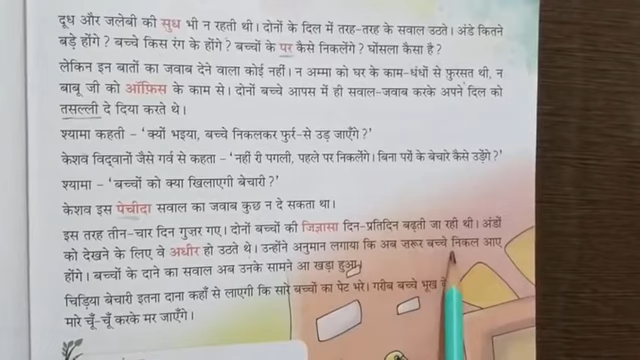 दूध और जलेबी की सुध भी न रहती थी। दोनों के दिल में तरह-तरह के सवाल उठते। अंडे कितने
बड़े होंगे? बच्चे किस रंग के होंगे? बच्चों के पर कैसे निकलेंगे? घोंसला कैसा है?
लेकिन इन बातों का जवाब देने वाला कोई नहीं। न अम्मा को घर के काम-धंधों से फ़ुरसत थी, न
बाबू जी को ऑफ़िस के काम से। दोनों बच्चे आपस में ही सवाल-जवाब करके अपने दिल को
तसल्ली दे दिया करते थे।
श्यामा कहती – 'क्यों भइया, बच्चे निकलकर फुर्र-से उड़ जाएँगे?'
केशव विद्वानों जैसे गर्व से कहता – 'नहीं री पगली, पहले पर निकलेंगे। बिना परों के बेचारे कैसे उड़ेंगे?'
श्यामा – 'बच्चों को क्या खिलाएगी बेचारी?'
केशव इस पेचीदा सवाल का जवाब कुछ न दे सकता था।
इस तरह तीन-चार दिन गुजर गए। दोनों बच्चों की जिज्ञासा दिन-प्रतिदिन बढ़ती जा रही थी। अंडों
को देखने के लिए वे अधीर हो उठते थे। उन्होंने अनुमान लगाया कि अब ज़रूर बच्चे निकल आए
होंगे। बच्चों के दाने का सवाल अब उनके सामने आ खड़ा हुआ।
चिड़िया बेचारी इतना दाना कहाँ से लाएगी कि सारे बच्चों का पेट भरे। गरीब बच्चे भूख
मारे चूँ-चूँ करके मर जाएँगे।